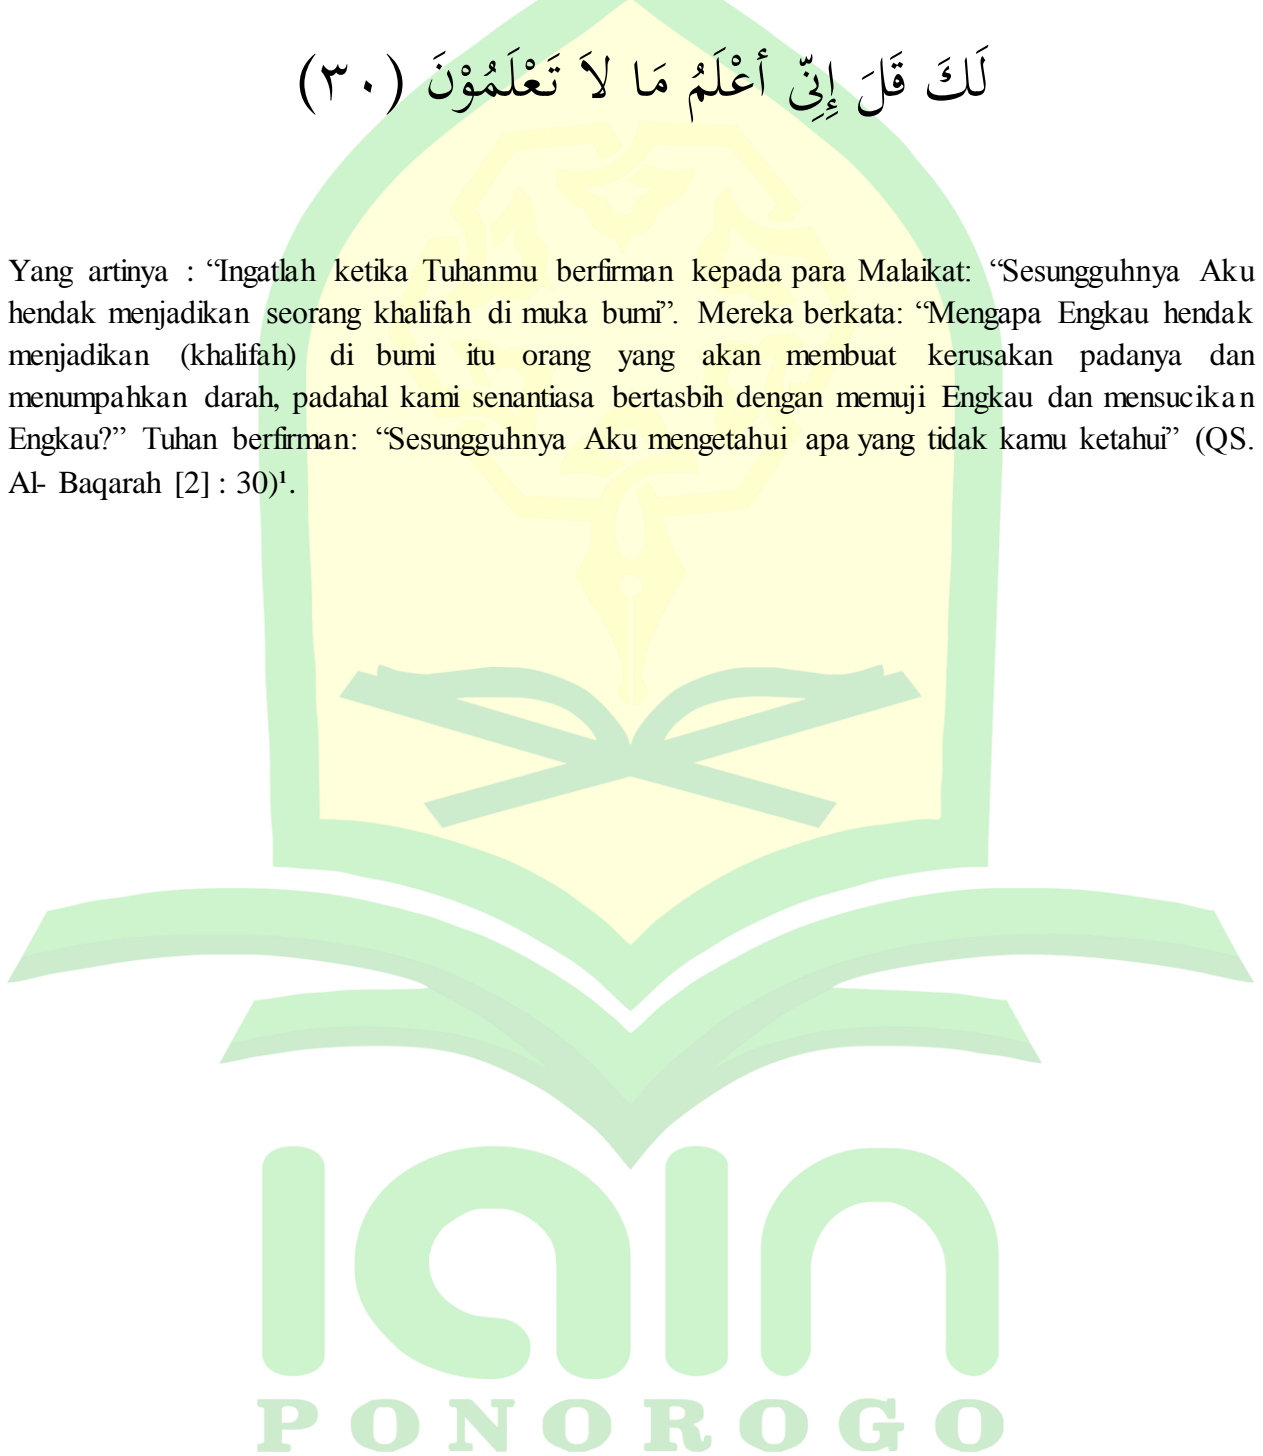 لَكَ قَلَ إِنِّيّ أَعْلَمُ مَا لاَ تَعْلَمُوْنَ (٣٠)
Yang artinya : “Ingatlah ketika Tuhanmu berfirman kepada para Malaikat: “Sesungguhnya Aku
hendak menjadikan seorang khalifah di muka bumi”. Mereka berkata: “Mengapa Engkau hendak
menjadikan (khalifah) di bumi itu orang yang akan membuat kerusakan padanya dan
menumpahkan darah, padahal kami senantiasa bertasbih dengan memuji Engkau dan mensucikan
Engkau?” Tuhan berfirman: “Sesungguhnya Aku mengetahui apa yang tidak kamu ketahui” (QS.
Al- Baqarah [2] : 30)¹.
iain
PONOROGO